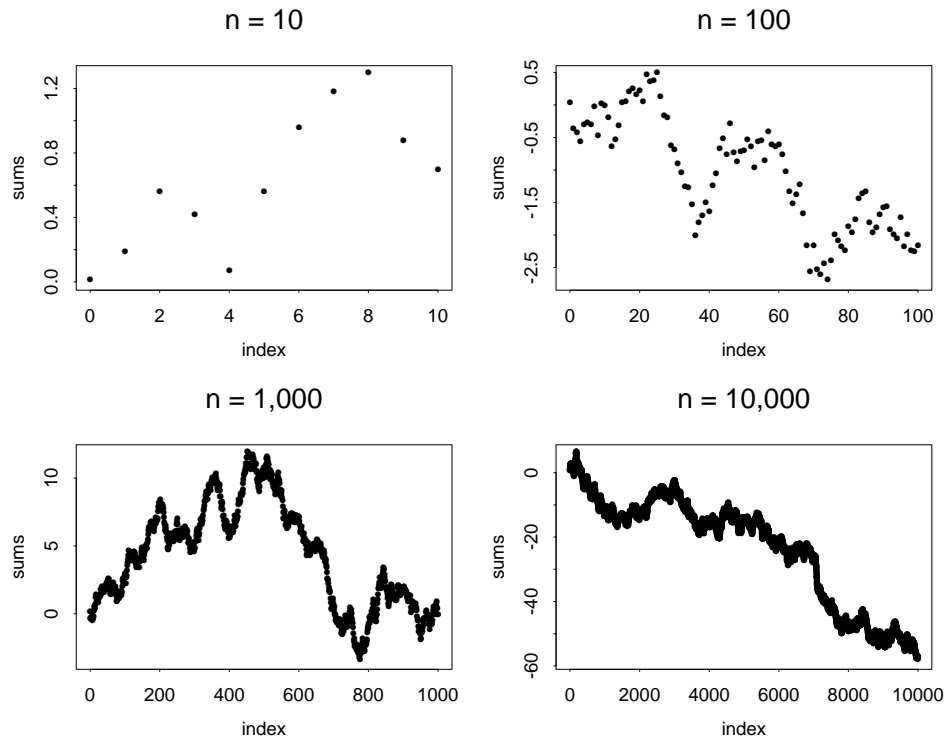 n = 10
sums
0.0 0.4 0.8 1.2
0 2 4 6 8 10
index
n = 100
sums
-2.5 -1.5 -0.5 0.5
0 20 40 60 80 100
index
n = 1,000
sums
0 5 10
0 200 400 600 800 1000
index
n = 10,000
sums
-60 -40 -20 0
0 2000 4000 6000 8000 10000
index